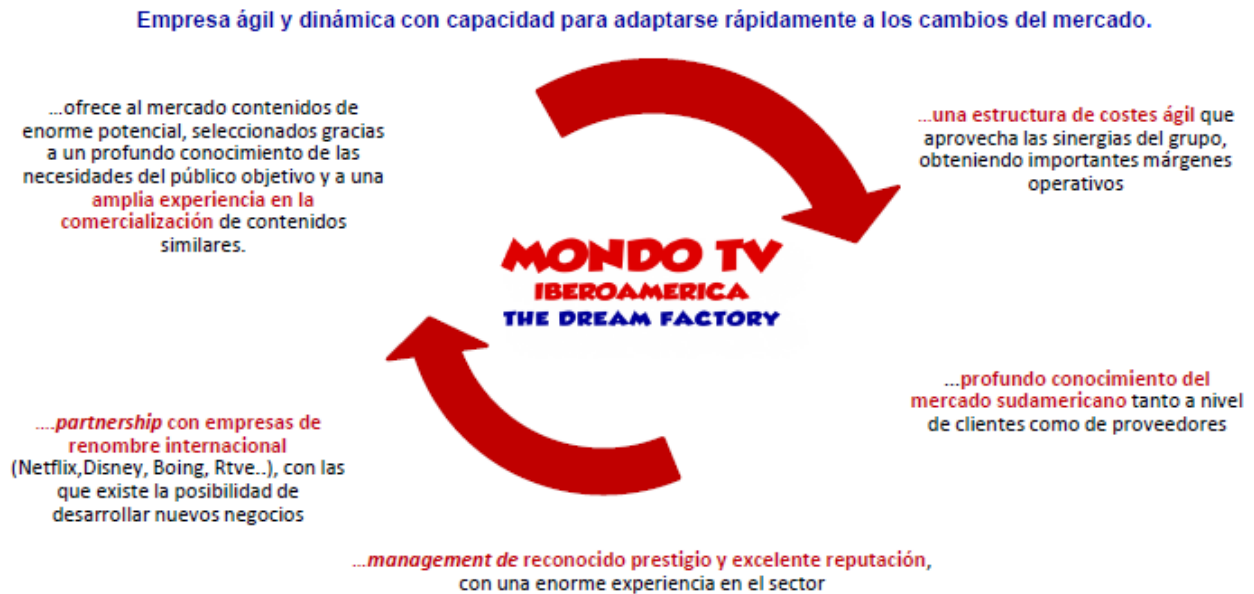 Empresa ágil y dinámica con capacidad para adaptarse rápidamente a los cambios del mercado.
...ofrece al mercado contenidos de
enorme potencial, seleccionados gracias
a un profundo conocimiento de las
necesidades del público objetivo y a una
amplia experiencia en la
comercialización de contenidos
similares.
...una estructura de costes ágil que
aprovecha las sinergias del grupo,
obteniendo importantes márgenes
operativos
MONDO TV
IBEROAMERICA
THE DREAM FACTORY
...profundo conocimiento del
mercado sudamericano tanto a nivel
de clientes como de proveedores
....partnership con empresas de
renombre internacional
(Netflix,Disney, Boing, Rtve..), con las
que existe la posibilidad de
desarrollar nuevos negocios
...management de reconocido prestigio y excelente reputación,
con una enorme experiencia en el sector